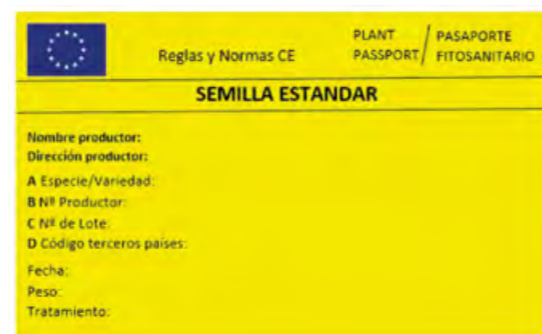 Reglas y Normas CE
PLANT / PASAPORTE
PASSPORT / FITOSANITARIO
SEMILLA ESTANDAR
Nombre productor:
Dirección productor:
A Especie/Variedad:
B Nº Productor:
C Nº de Lote:
D Código terceros países:
Fecha:
Peso:
Tratamiento: